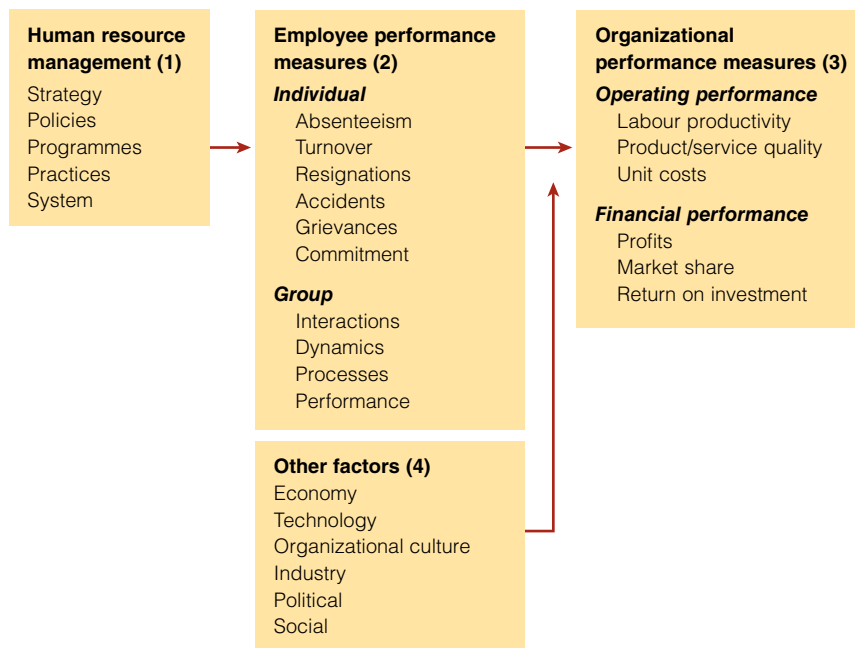 Human resource
management (1)
Strategy
Policies
Programmes
Practices
System
Employee performance
measures (2)
Individual
Absenteeism
Turnover
Resignations
Accidents
Grievances
Commitment
Group
Interactions
Dynamics
Processes
Performance
Organizational
performance measures (3)
Operating performance
Labour productivity
Product/service quality
Unit costs
Financial performance
Profits
Market share
Return on investment
Other factors (4)
Economy
Technology
Organizational culture
Industry
Political
Social